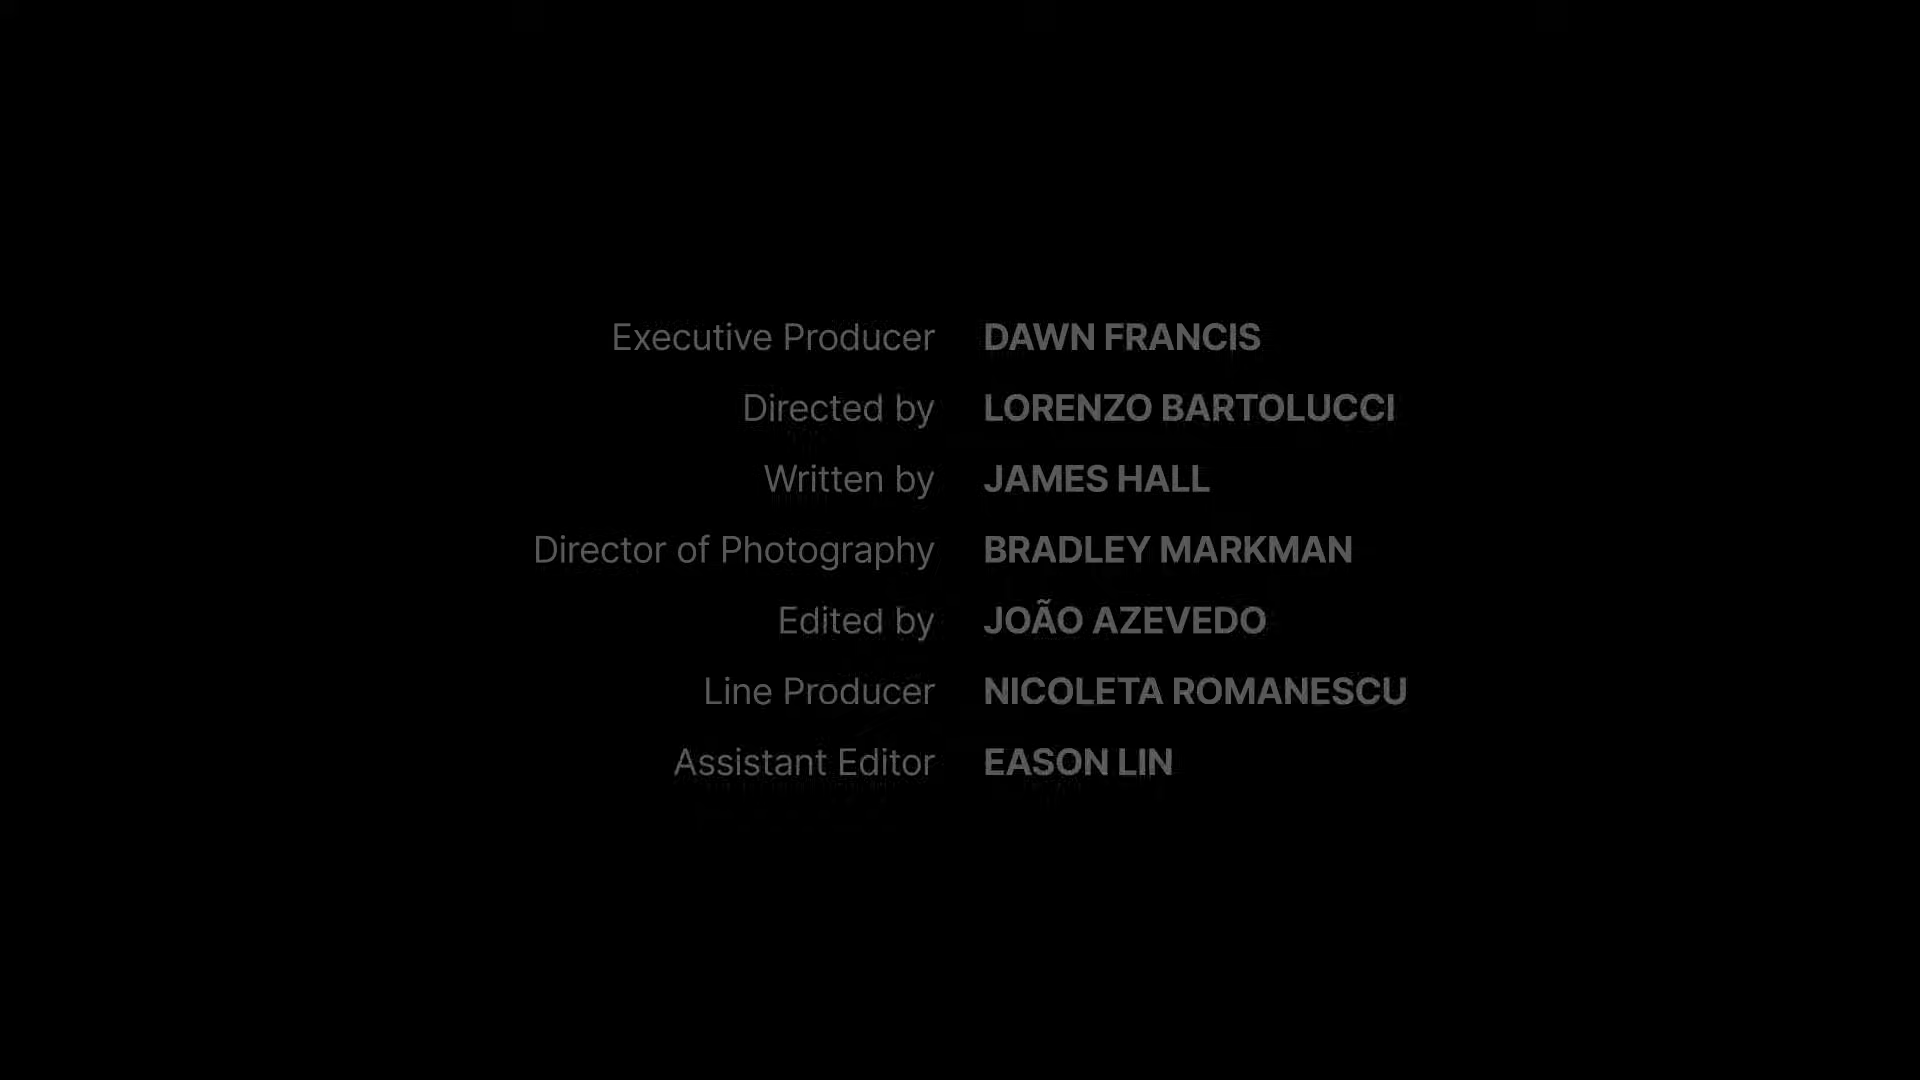 Executive Producer DAWN FRANCIS
Directed by LORENZO BARTOLUCCI
Written by JAMES HALL
Director of Photography BRADLEY MARKMAN
Edited by JOÃO AZEVEDO
Line Producer NICOLETA ROMANESCU
Assistant Editor EASON LIN